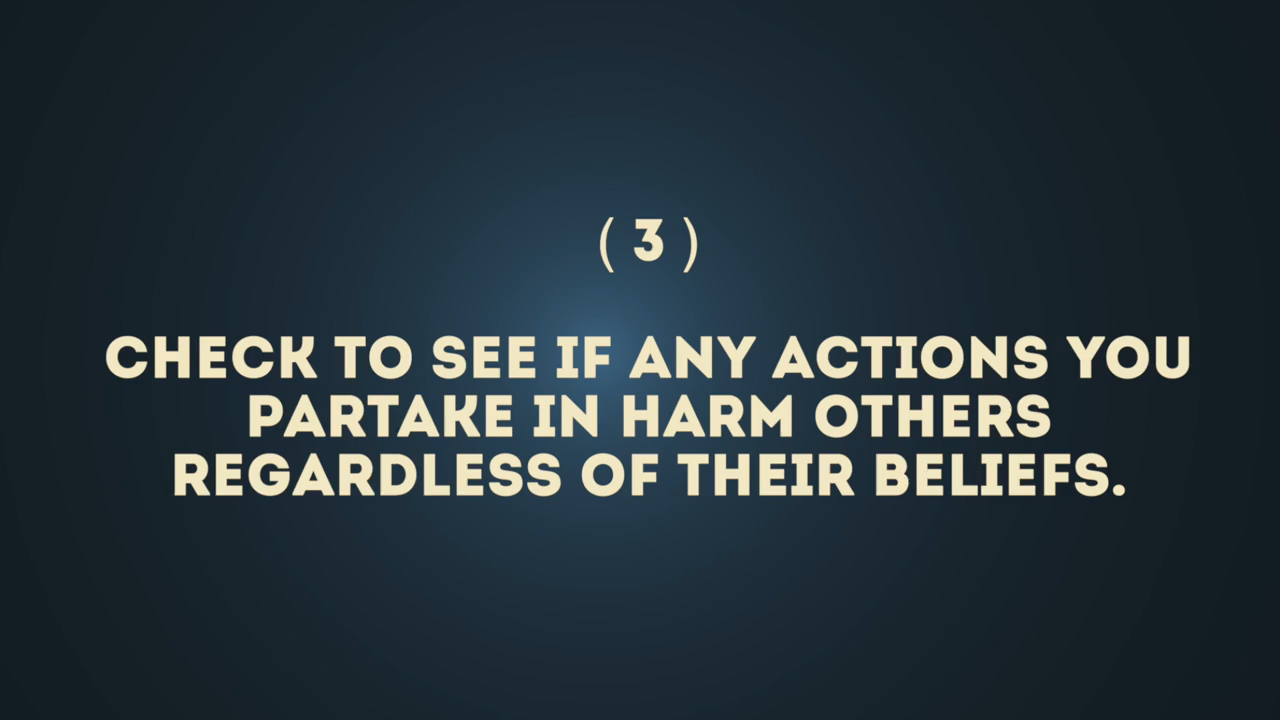 ( 3 )
CHECK TO SEE IF ANY ACTIONS YOU
PARTAKE IN HARM OTHERS
REGARDLESS OF THEIR BELIEFS.